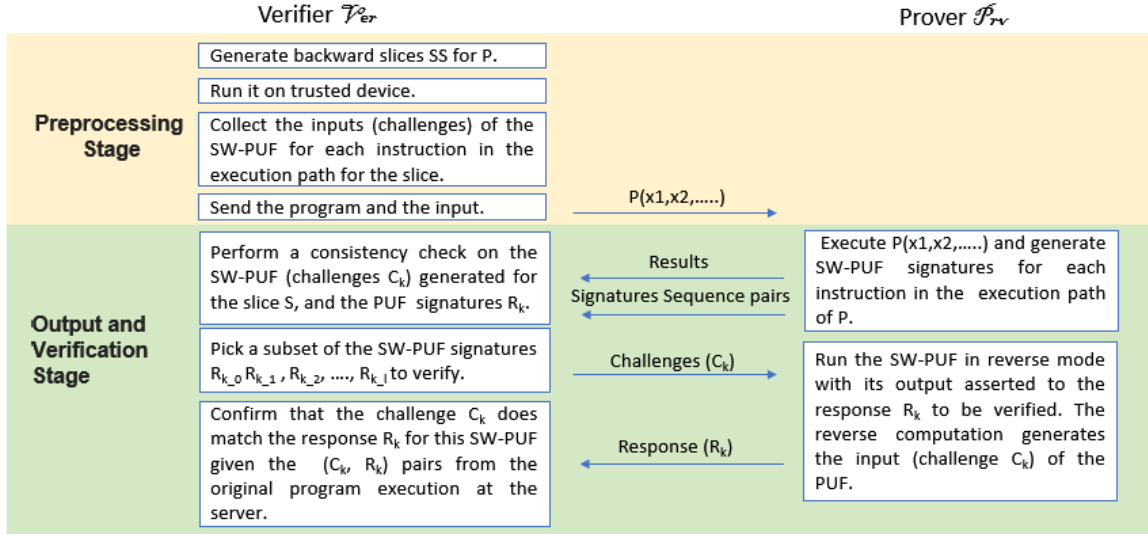 Verifier 𝒱er
Prover 𝒫rv
Preprocessing
Stage
Generate backward slices SS for P.
Run it on trusted device.
Collect the inputs (challenges) of the
SW-PUF for each instruction in the
execution path for the slice.
Send the program and the input.
P(x1,x2,.....)
Output and
Verification
Stage
Perform a consistency check on the
SW-PUF (challenges Cₖ) generated for
the slice S, and the PUF signatures Rₖ.
Results
Signatures Sequence pairs
Execute P(x1,x2,.....) and generate
SW-PUF signatures for each
instruction in the execution path
of P.
Pick a subset of the SW-PUF signatures
R_{k_0} R_{k_1} , R_{k_2}, ...., R_{k_l} to verify.
Challenges (Cₖ)
Confirm that the challenge Cₖ does
match the response Rₖ for this SW-PUF
given the (Cₖ, Rₖ) pairs from the
original program execution at the
server.
Response (Rₖ)
Run the SW-PUF in reverse mode
with its output asserted to the
response Rₖ to be verified. The
reverse computation generates
the input (challenge Cₖ) of the
PUF.